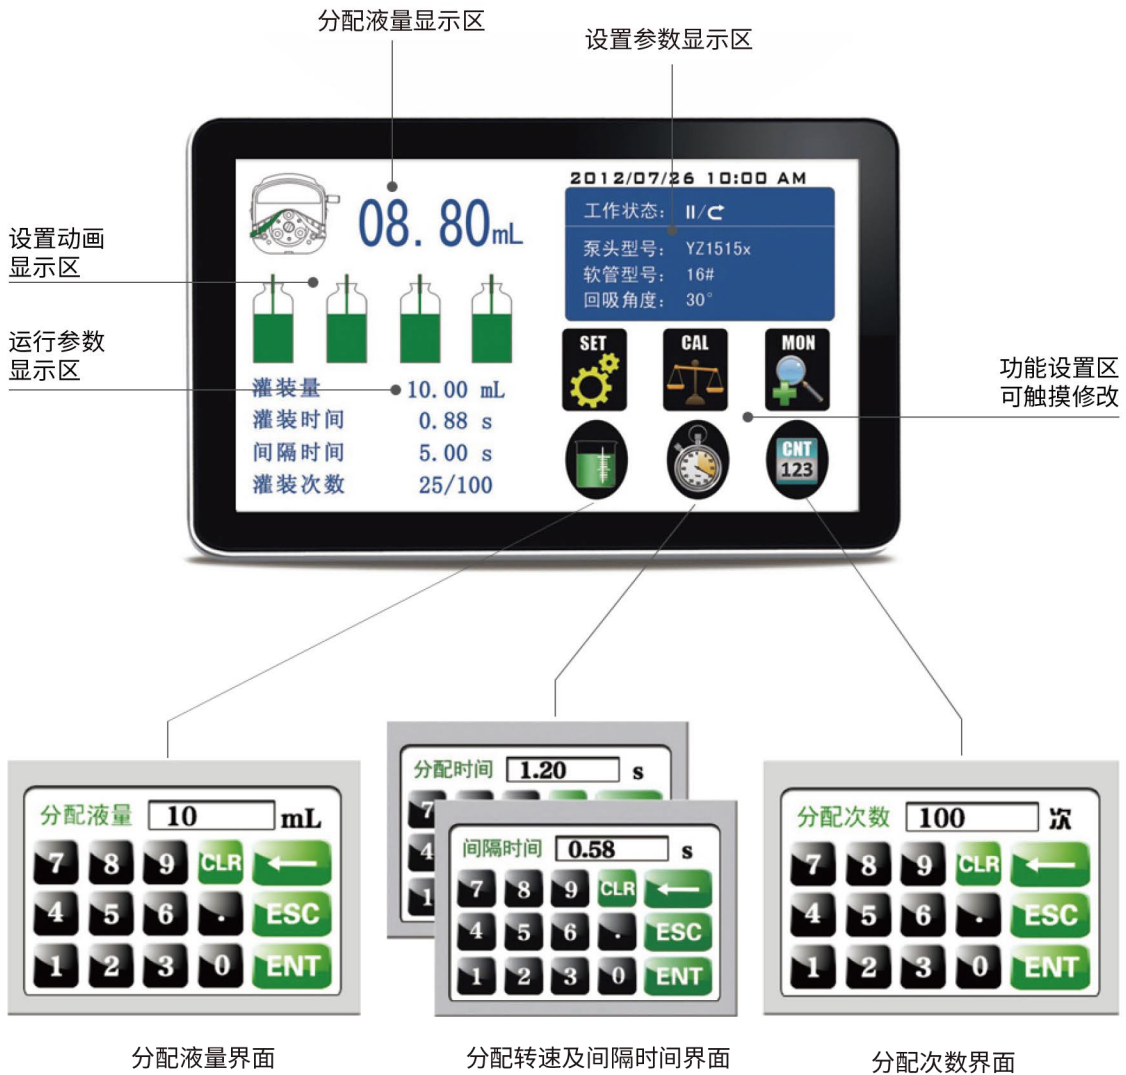 分配液量显示区
设置参数显示区
2012/07/26 10:00 AM
08.80mL
工作状态：
泵头型号： YZ1515x
软管型号： 16#
回吸角度： 30°
设置动画
显示区
运行参数
显示区
SET
CAL
MON
功能设置区
可触摸修改
灌装量 10.00 mL
灌装时间 0.88 s
间隔时间 5.00 s
灌装次数 25/100
CNT
123
分配液量 10 mL
7 8 9 CLR ←
4 5 6 . ESC
1 2 3 0 ENT
分配时间 1.20 s
7
4
1
间隔时间 0.58 s
7 8 9 CLR ←
4 5 6 . ESC
1 2 3 0 ENT
分配次数 100 次
7 8 9 CLR ←
4 5 6 . ESC
1 2 3 0 ENT
分配液量界面
分配转速及间隔时间界面
分配次数界面